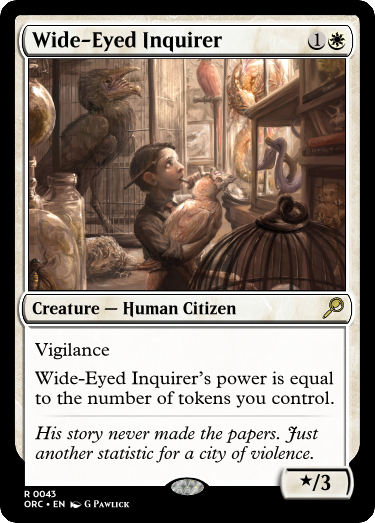 Wide-Eyed Inquirer 1
Creature — Human Citizen
Vigilance
Wide-Eyed Inquirer's power is equal
to the number of tokens you control.
His story never made the papers. Just
another statistic for a city of violence.
★/3
R 0043
ORC • EN G PAWLICK